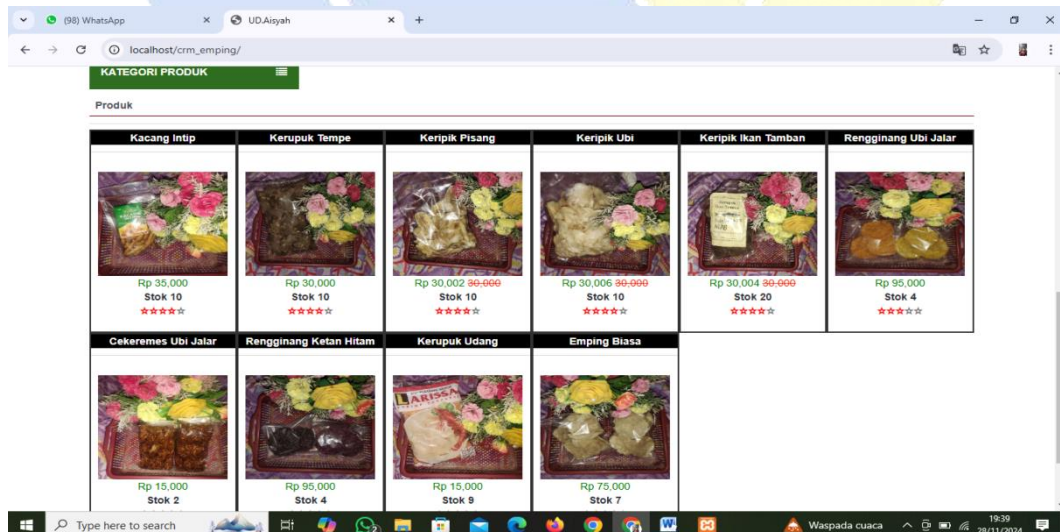 (98) WhatsApp
UD.Aisyah
localhost/crm_emping/
KATEGORI PRODUK
Produk
Kacang Intip
Kerupuk Tempe
Keripik Pisang
Keripik Ubi
Keripik Ikan Tamban
Rengginang Ubi Jalar
Rp 35,000
Stok 10
Rp 30,000
Stok 10
Rp 30,002 30,000
Stok 10
Rp 30,006 30,000
Stok 10
Rp 30,004 30,000
Stok 20
Rp 95,000
Stok 4
Cekeremes Ubi Jalar
Rengginang Ketan Hitam
Kerupuk Udang
Emping Biasa
LARISSA
Rp 15,000
Stok 2
Rp 95,000
Stok 4
Rp 15,000
Stok 9
Rp 75,000
Stok 7
Type here to search
Waspada cuaca
19:39
28/11/2024